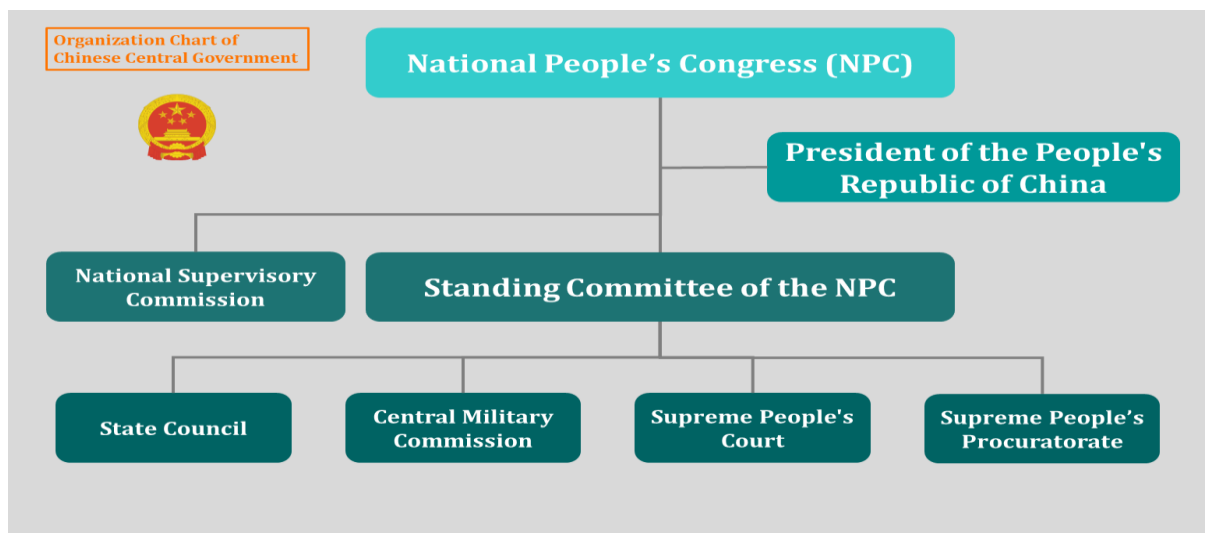 Organization Chart of
Chinese Central Government
National People’s Congress (NPC)
President of the People's
Republic of China
National Supervisory
Commission
Standing Committee of the NPC
State Council
Central Military
Commission
Supreme People's
Court
Supreme People’s
Procuratorate